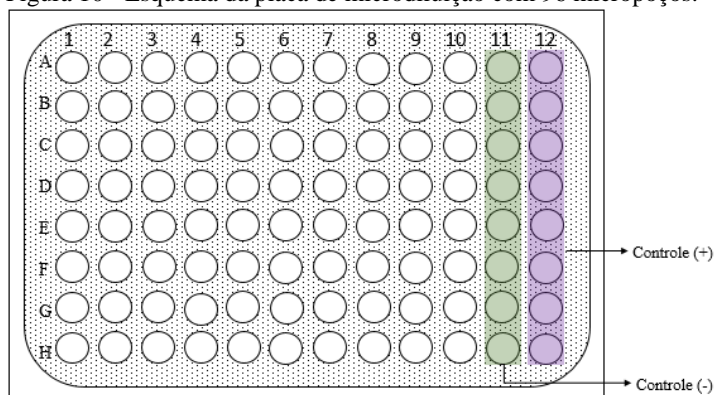 Figura 10 - Esquema da placa de microdiluição com 96 micropoços.
1 2 3 4 5 6 7 8 9 10 11 12
A
B
C
D
E
F
G
H
Controle (+)
Controle (-)